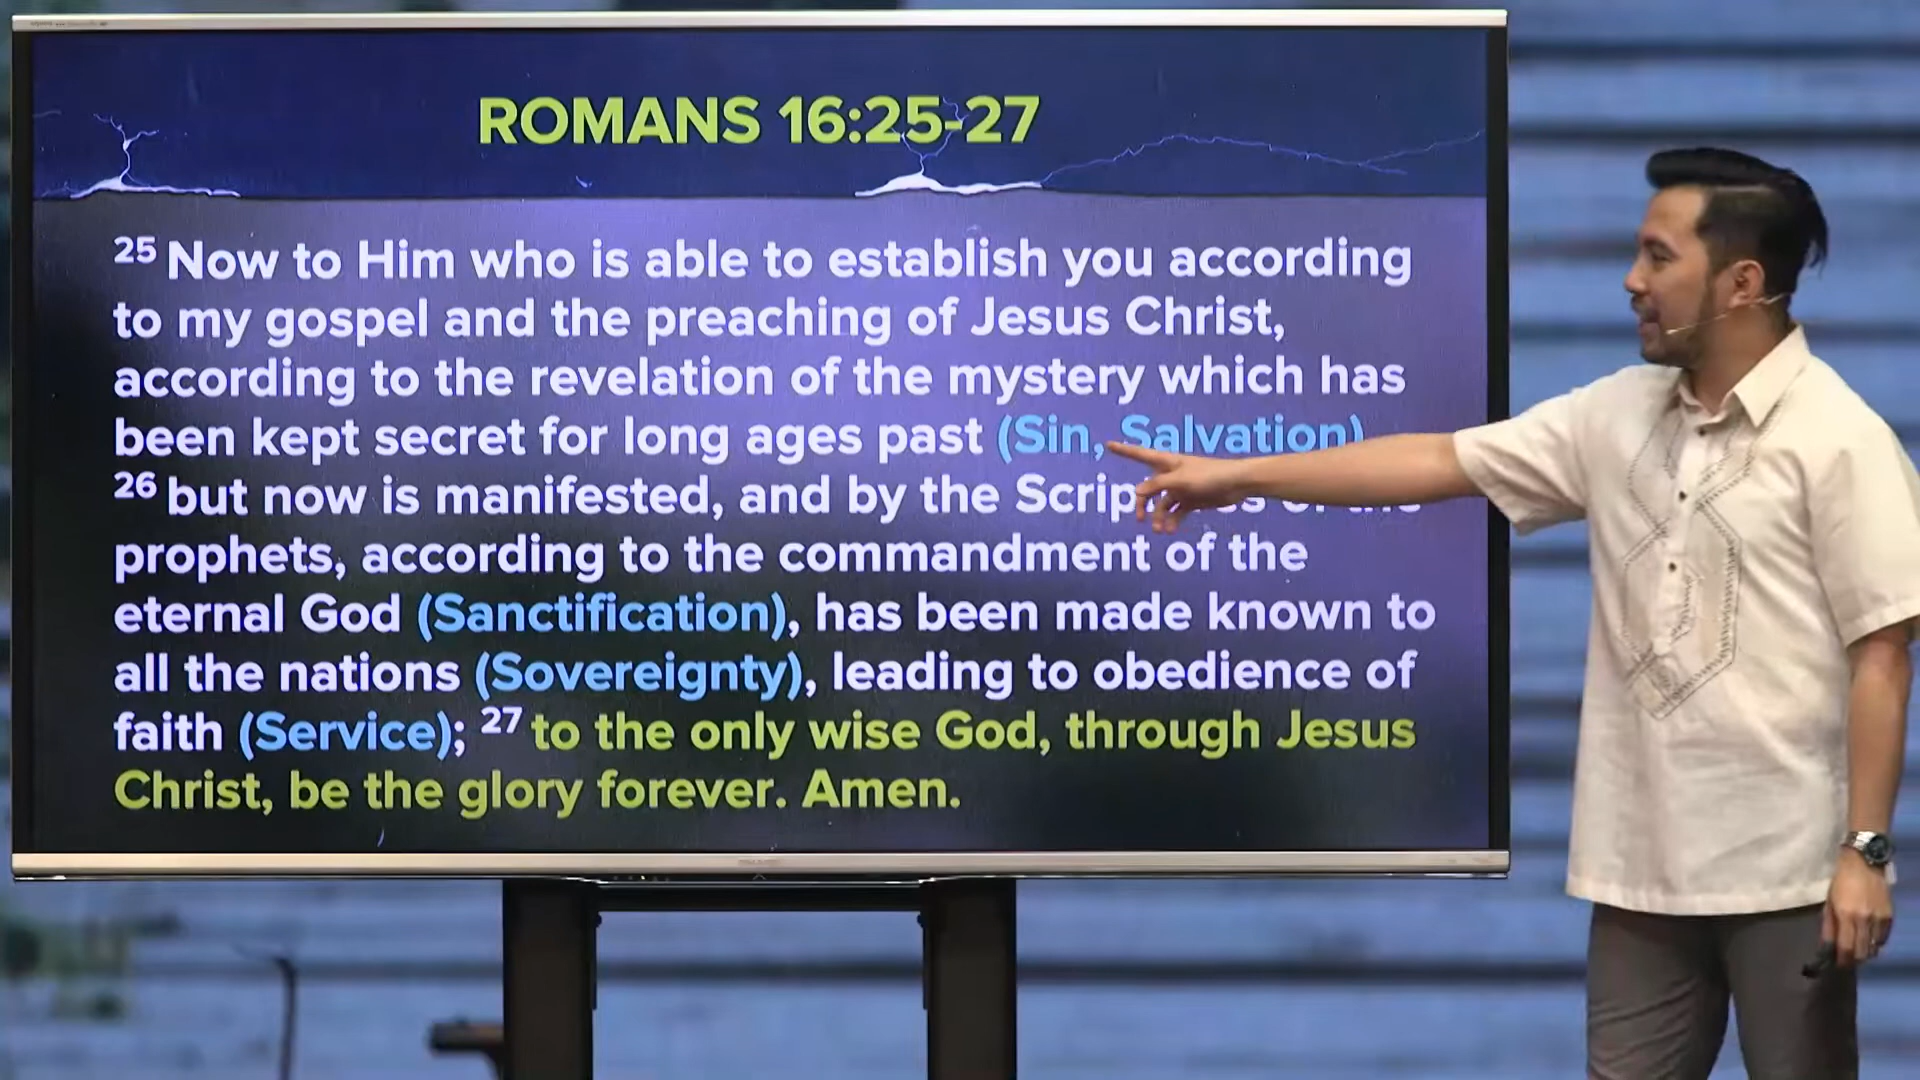 ROMANS 16:25-27
25 Now to Him who is able to establish you according
to my gospel and the preaching of Jesus Christ,
according to the revelation of the mystery which has
been kept secret for long ages past (Sin, Salvation)
26 but now is manifested, and by the
prophets, according to the commandment of the
eternal God (Sanctification), has been made known to
all the nations (Sovereignty), leading to obedience of
faith (Service); 27 to the only wise God, through Jesus
Christ, be the glory forever. Amen.